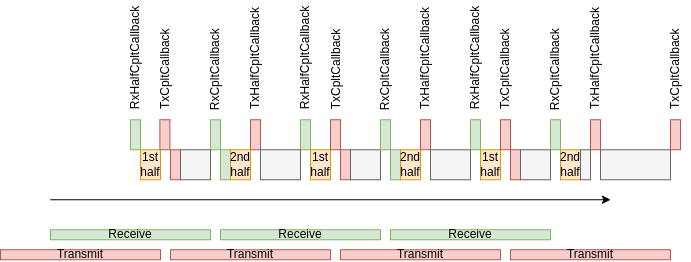 RxHalfCpltCallback
TxCpltCallback
RxCpltCallback
TxHalfCpltCallback
RxHalfCpltCallback
TxCpltCallback
RxCpltCallback
TxHalfCpltCallback
RxHalfCpltCallback
TxCpltCallback
RxCpltCallback
TxHalfCpltCallback
TxCpltCallback
1st
half
2nd
half
1st
half
2nd
half
1st
half
2nd
half
Receive
Receive
Receive
Transmit
Transmit
Transmit
Transmit